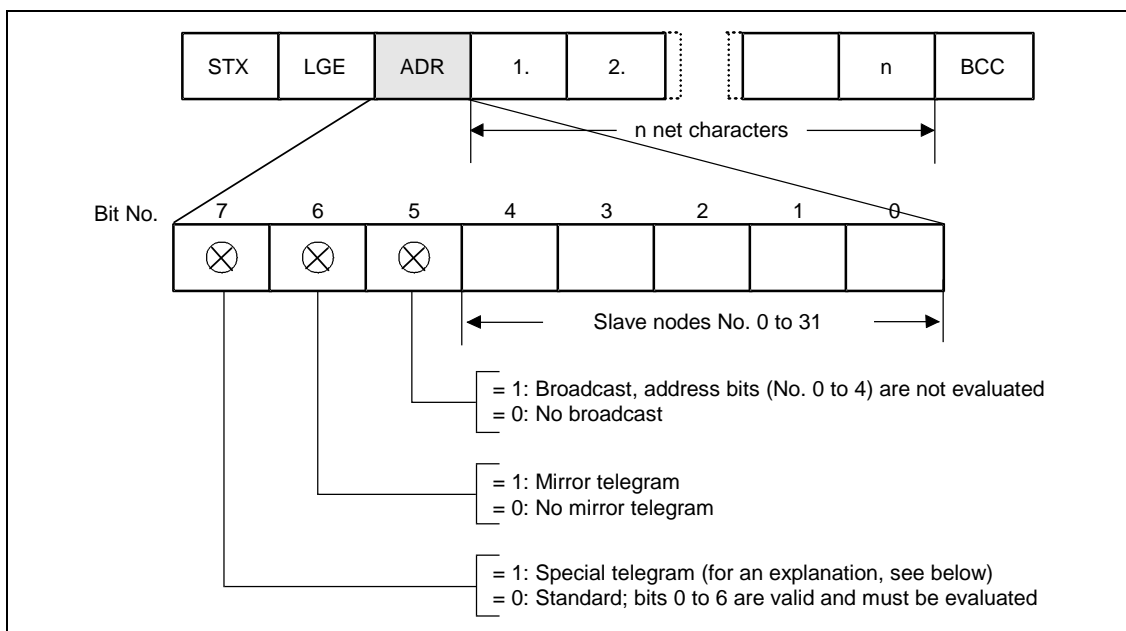 STX LGE ADR 1. 2. n BCC
n net characters
Bit No. 7 6 5 4 3 2 1 0
Slave nodes No. 0 to 31
= 1: Broadcast, address bits (No. 0 to 4) are not evaluated
= 0: No broadcast
= 1: Mirror telegram
= 0: No mirror telegram
= 1: Special telegram (for an explanation, see below)
= 0: Standard; bits 0 to 6 are valid and must be evaluated